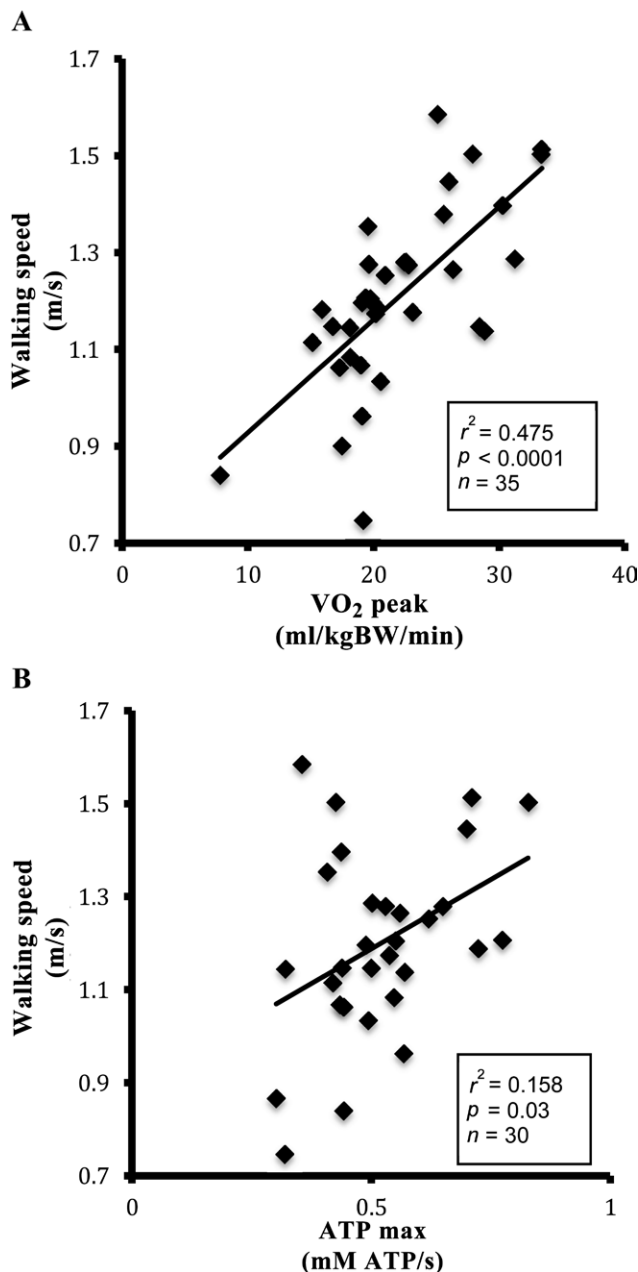 A
1.7
1.5
1.3
1.1
0.9
0.7
Walking speed
(m/s)
r² = 0.475
p < 0.0001
n = 35
0
10
20
30
40
VO₂ peak
(ml/kgBW/min)
B
1.7
1.5
1.3
1.1
0.9
0.7
Walking speed
(m/s)
r² = 0.158
p = 0.03
n = 30
0
0.5
1
ATP max
(mM ATP/s)